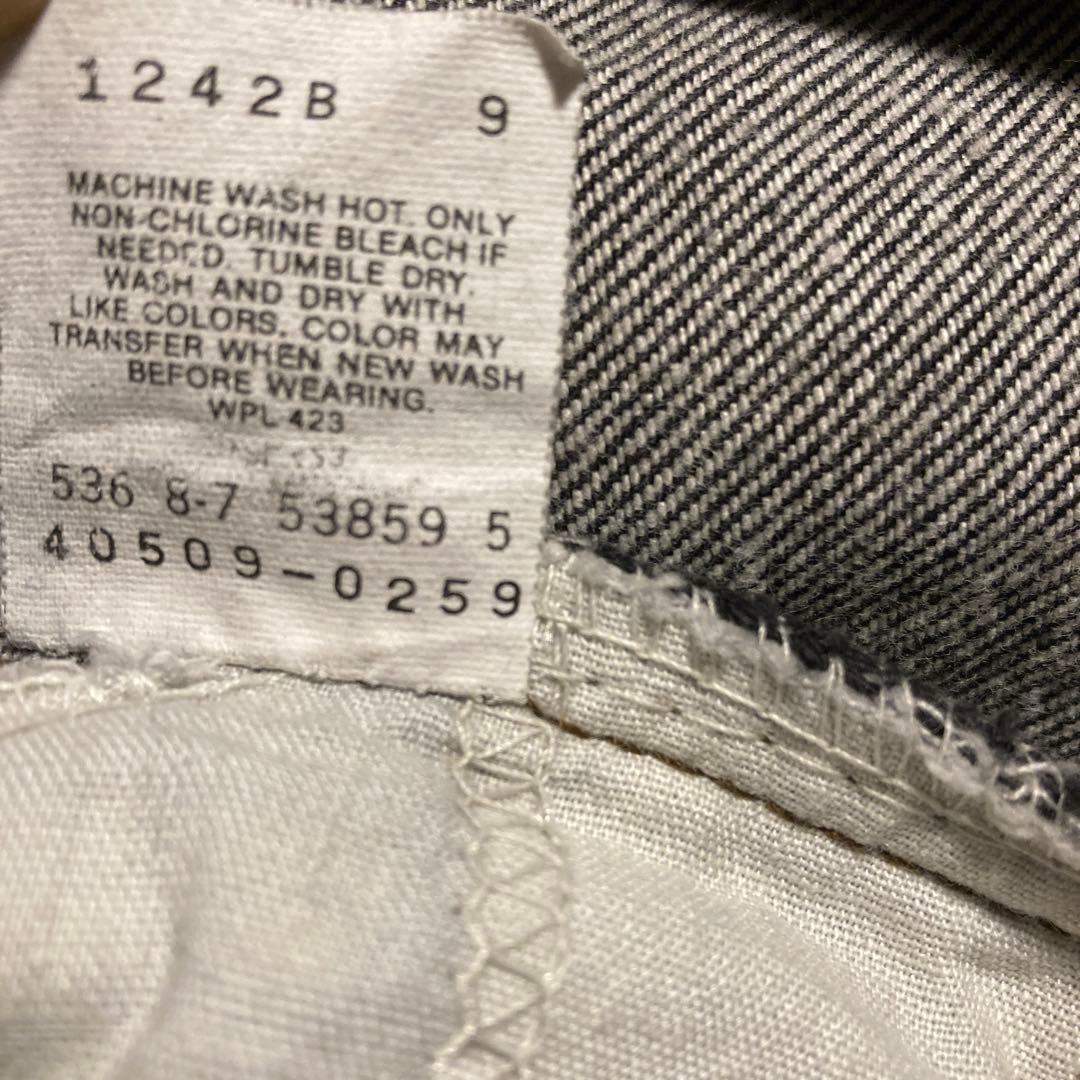 1242B 9
MACHINE WASH HOT. ONLY
NON-CHLORINE BLEACH IF
NEEDED. TUMBLE DRY.
WASH AND DRY WITH
LIKE COLORS. COLOR MAY
TRANSFER WHEN NEW WASH
BEFORE WEARING.
WPL 423
536 8-7 53859 5
40509-0259